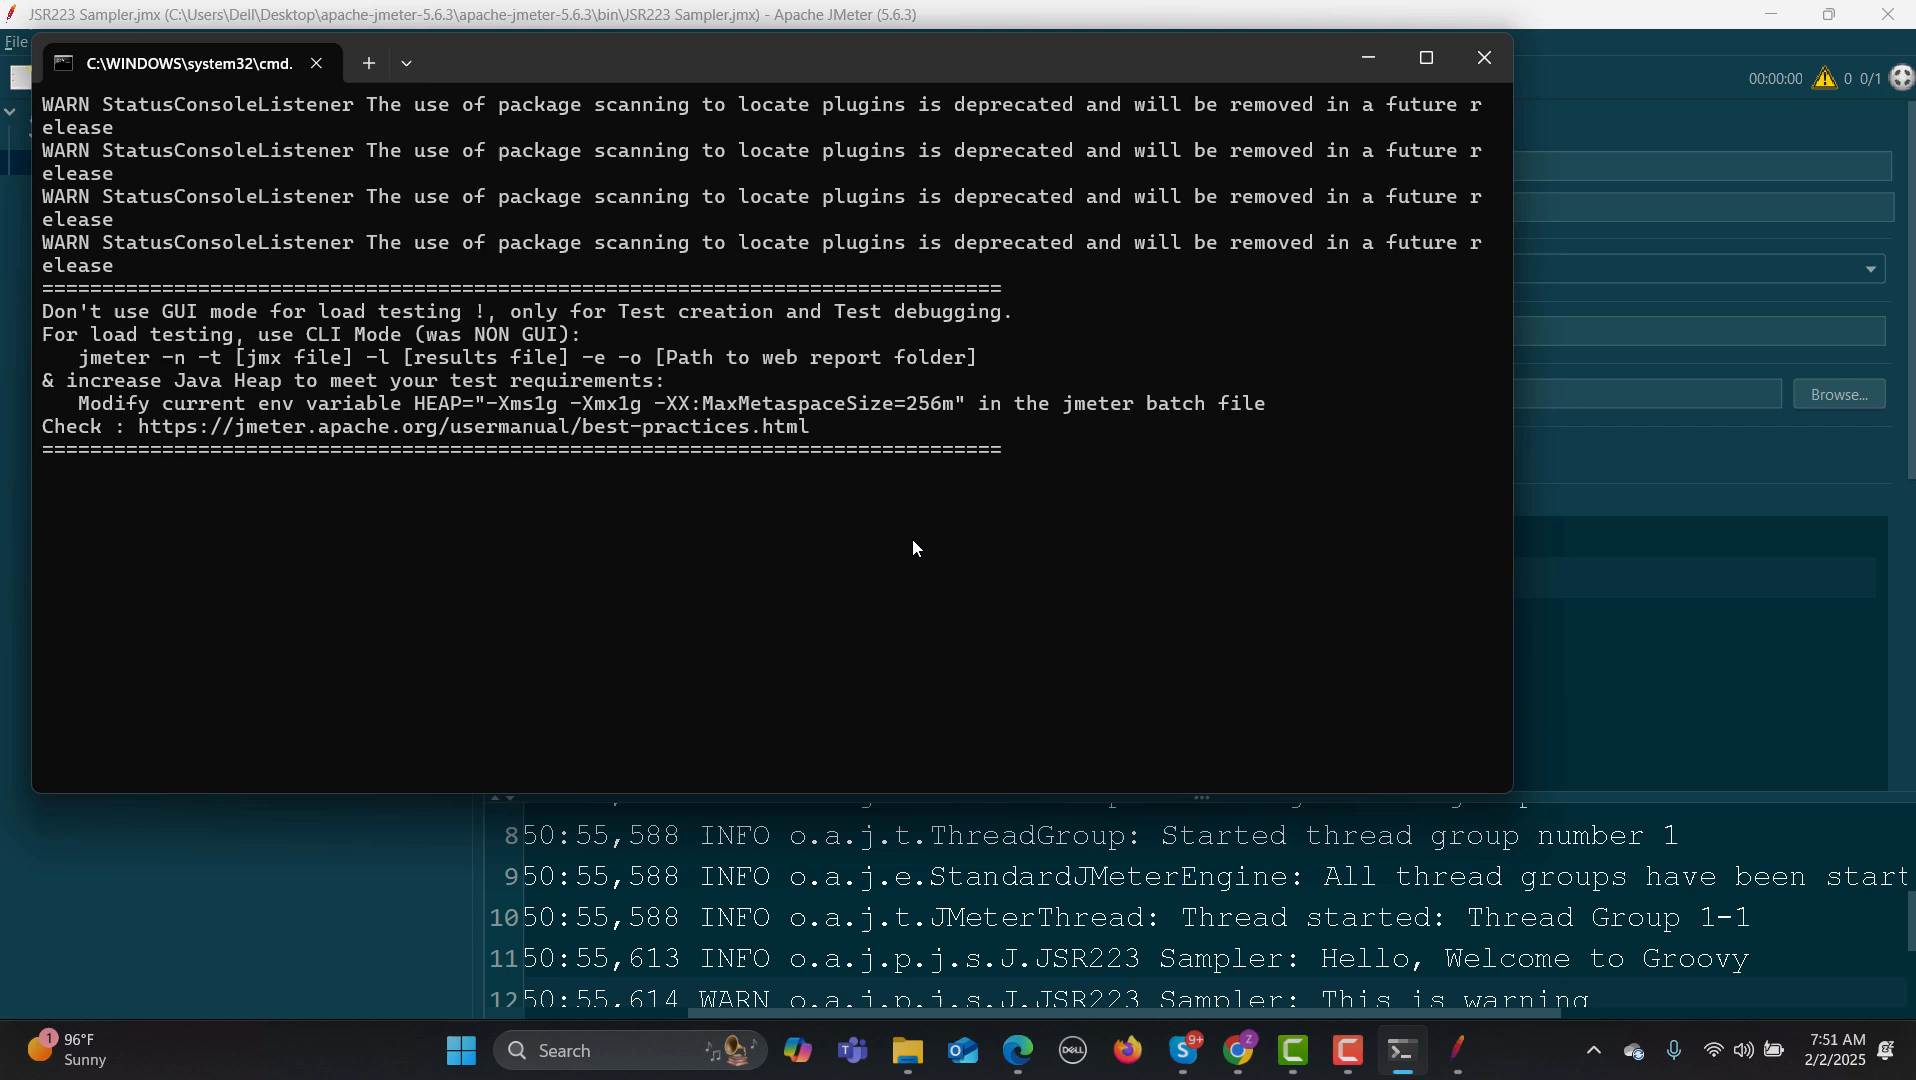 JSR223 Sampler.jmx (C:\Users\Dell\Desktop\apache-jmeter-5.6.3\apache-jmeter-5.6.3\bin\JSR223 Sampler.jmx) - Apache JMeter (5.6.3)
File
C:\WINDOWS\system32\cmd.
00:00:00 0 0/1
WARN StatusConsoleListener The use of package scanning to locate plugins is deprecated and will be removed in a future r
elease
WARN StatusConsoleListener The use of package scanning to locate plugins is deprecated and will be removed in a future r
elease
WARN StatusConsoleListener The use of package scanning to locate plugins is deprecated and will be removed in a future r
elease
WARN StatusConsoleListener The use of package scanning to locate plugins is deprecated and will be removed in a future r
elease
================================================================================
Don't use GUI mode for load testing !, only for Test creation and Test debugging.
For load testing, use CLI Mode (was NON GUI):
jmeter -n -t [jmx file] -l [results file] -e -o [Path to web report folder]
& increase Java Heap to meet your test requirements:
Modify current env variable HEAP="-Xms1g -Xmx1g -XX:MaxMetaspaceSize=256m" in the jmeter batch file
Check : https://jmeter.apache.org/usermanual/best-practices.html
================================================================================
Browse...
8 50:55,588 INFO o.a.j.t.ThreadGroup: Started thread group number 1
9 50:55,588 INFO o.a.j.e.StandardJMeterEngine: All thread groups have been start
10 50:55,588 INFO o.a.j.t.JMeterThread: Thread started: Thread Group 1-1
11 50:55,613 INFO o.a.j.p.j.s.J.JSR223 Sampler: Hello, Welcome to Groovy
12 50:55,614 WARN o.a.j.p.j.s.J.JSR223 Sampler: This is warning
1
96°F
Sunny
Search
DELL
9+
Z
7:51 AM
2/2/2025